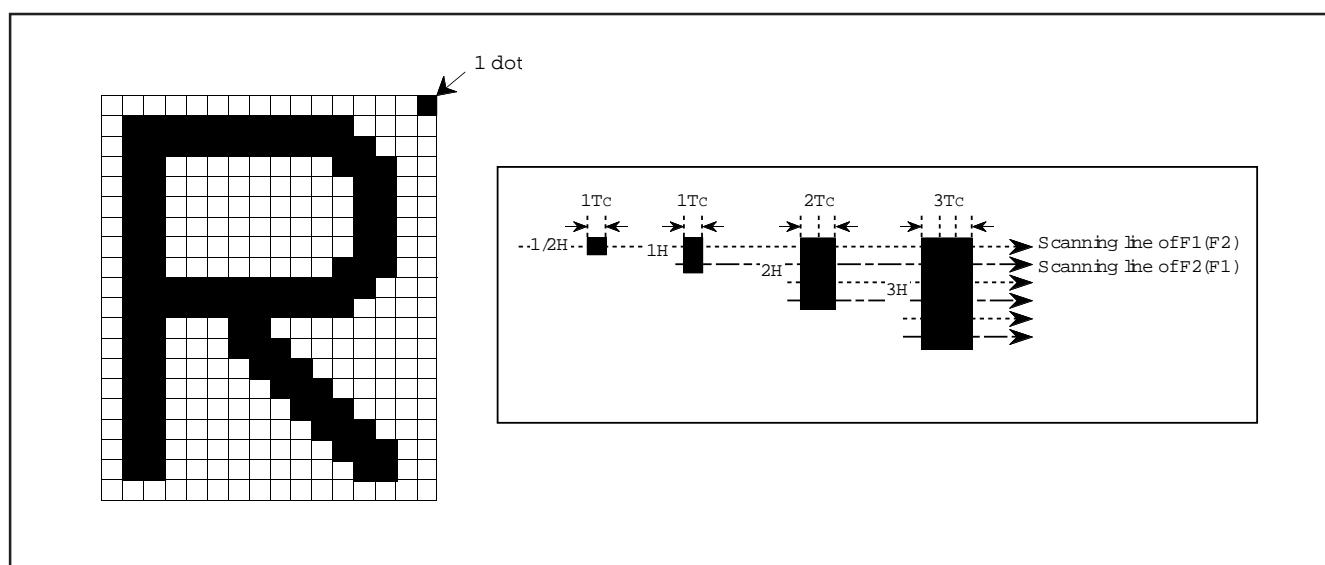 1 dot
1Tc 1Tc 2Tc 3Tc
1/2H 1H 2H 3H
Scanning line of F1(F2)
Scanning line of F2(F1)